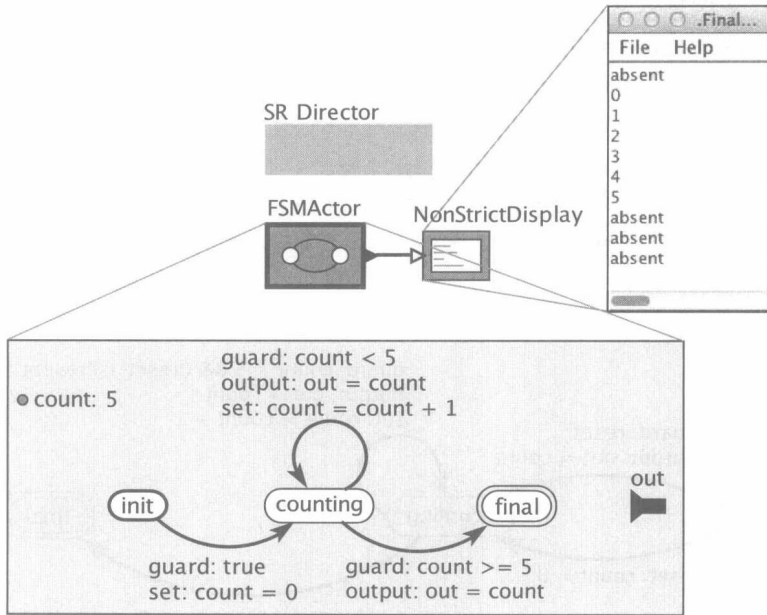 .Final...
File Help
absent
0
1
2
3
4
5
absent
absent
absent
SR Director
FSMActor
NonStrictDisplay
guard: count < 5
output: out = count
set: count = count + 1
count: 5
init
counting
final
out
guard: true
set: count = 0
guard: count >= 5
output: out = count